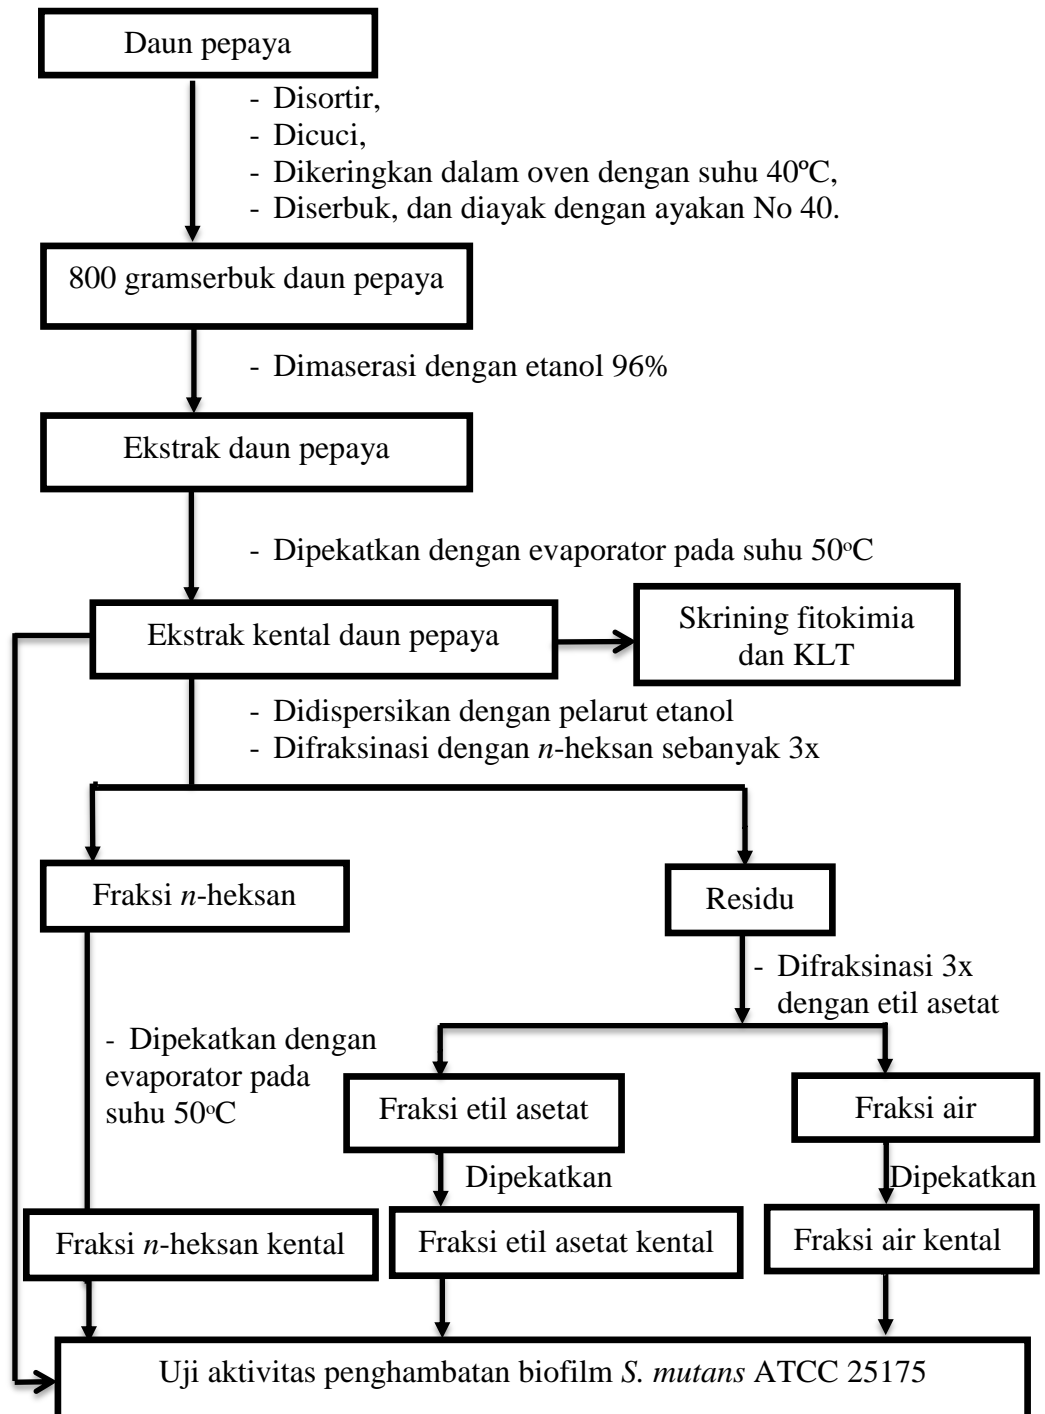 Daun pepaya
- Disortir,
- Dicuci,
- Dikeringkan dalam oven dengan suhu 40ºC,
- Diserbuk, dan diayak dengan ayakan No 40.
800 gramserbuk daun pepaya
- Dimaserasi dengan etanol 96%
Ekstrak daun pepaya
- Dipekatkan dengan evaporator pada suhu 50ºC
Ekstrak kental daun pepaya
Skrining fitokimia
dan KLT
- Didispersikan dengan pelarut etanol
- Difraksinasi dengan n-heksan sebanyak 3x
Fraksi n-heksan
Residu
- Difraksinasi 3x
dengan etil asetat
- Dipekatkan dengan
evaporator pada
suhu 50ºC
Fraksi etil asetat
Fraksi air
Dipekatkan
Dipekatkan
Fraksi n-heksan kental
Fraksi etil asetat kental
Fraksi air kental
Uji aktivitas penghambatan biofilm S. mutans ATCC 25175